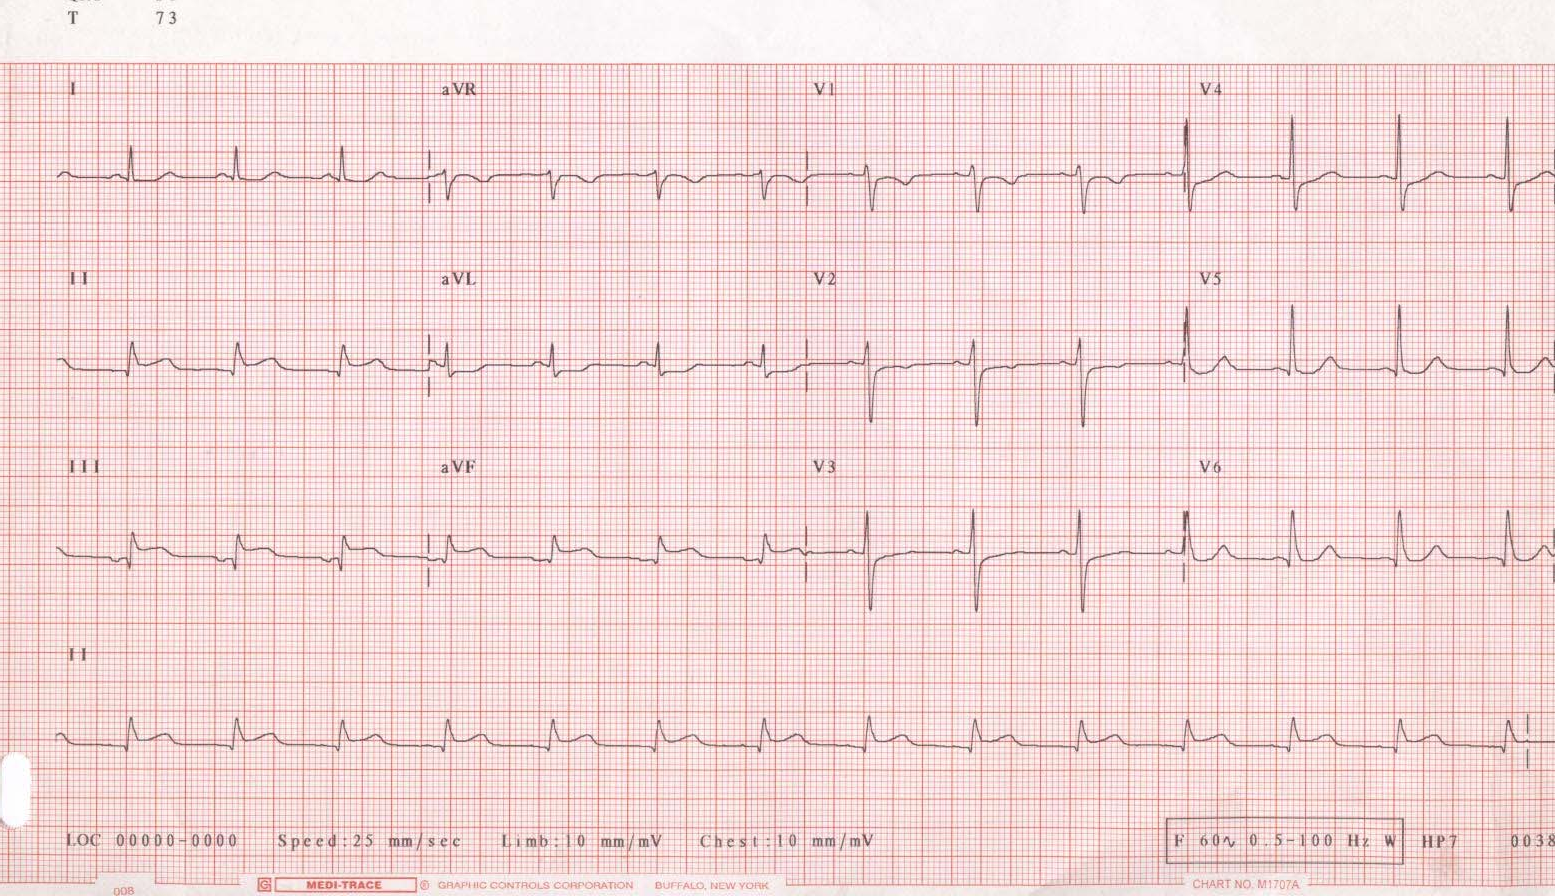 T 73
I aVR V1 V4
II aVL V2 V5
III aVF V3 V6
II
LOC 00000-0000 Speed:25 mm/sec Limb:10 mm/mV Chest:10 mm/mV F 60∿ 0.5-100 Hz W HP7 0038
008 G MEDI-TRACE ® GRAPHIC CONTROLS CORPORATION BUFFALO, NEW YORK CHART NO. M1707A